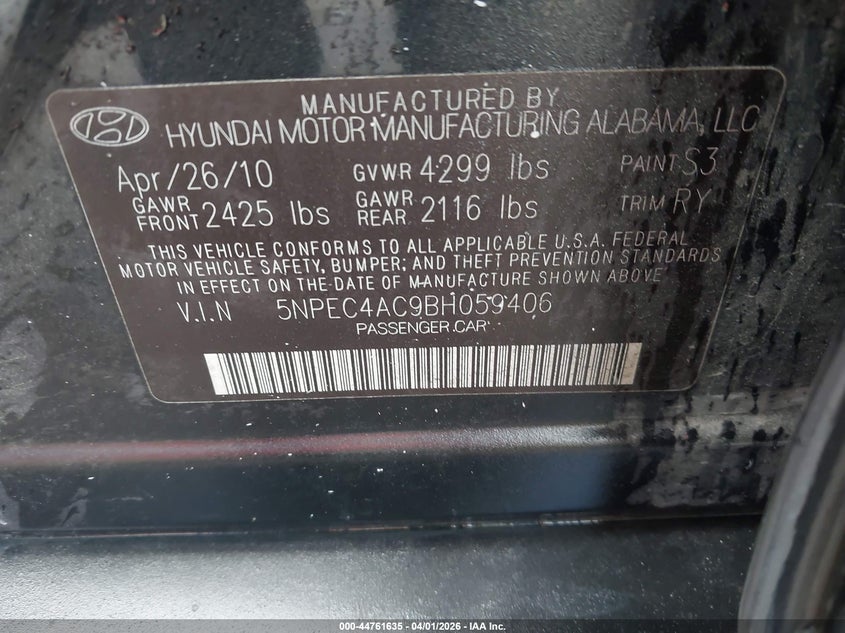 MANUFACTURED BY
HYUNDAI MOTOR MANUFACTURING ALABAMA, LLC
Apr/26/10 GVWR 4299 lbs PAINT S3
GAWR FRONT 2425 lbs GAWR REAR 2116 lbs TRIM RY
THIS VEHICLE CONFORMS TO ALL APPLICABLE U.S.A. FEDERAL
MOTOR VEHICLE SAFETY, BUMPER, AND THEFT PREVENTION STANDARDS
IN EFFECT ON THE DATE OF MANUFACTURE SHOWN ABOVE
V.I.N 5NPEC4AC9BH059406
PASSENGER CAR
000-44761635 - 04/01/2026 - IAA Inc.